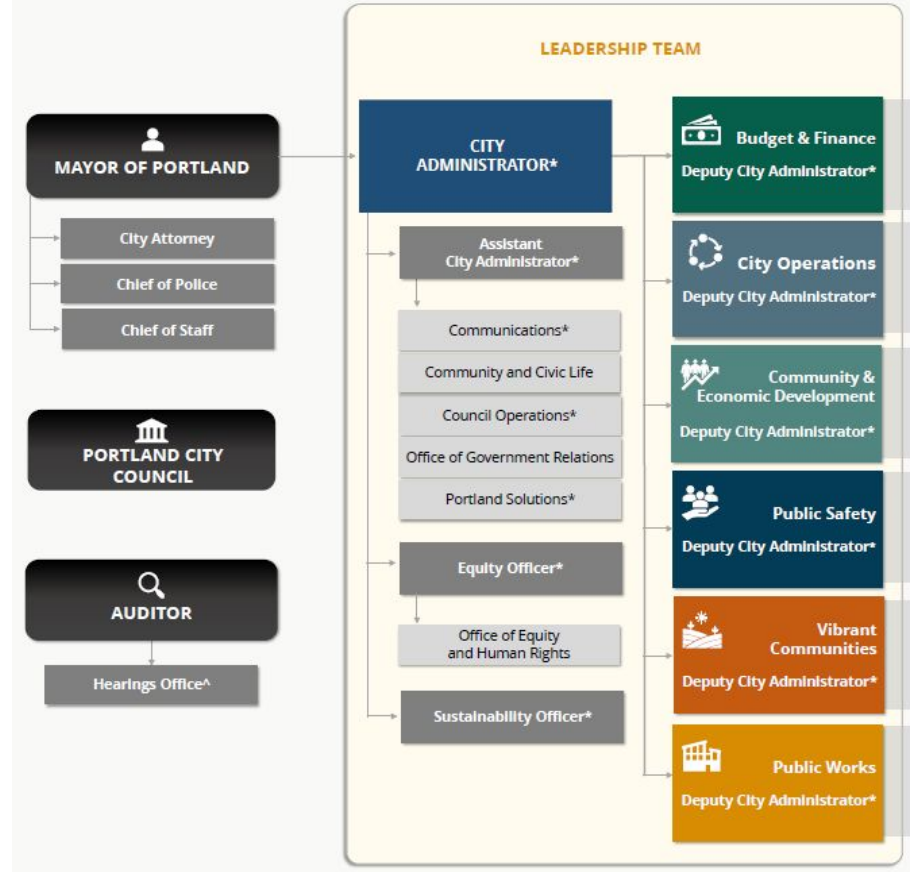 LEADERSHIP TEAM
MAYOR OF PORTLAND
City Attorney
Chief of Police
Chief of Staff
PORTLAND CITY
COUNCIL
AUDITOR
Hearings Office^
CITY
ADMINISTRATOR*
Assistant
City Administrator*
Communications*
Community and Civic Life
Council Operations*
Office of Government Relations
Portland Solutions*
Equity Officer*
Office of Equity
and Human Rights
Sustainability Officer*
Budget & Finance
Deputy City Administrator*
City Operations
Deputy City Administrator*
Community &
Economic Development
Deputy City Administrator*
Public Safety
Deputy City Administrator*
Vibrant
Communities
Deputy City Administrator*
Public Works
Deputy City Administrator*